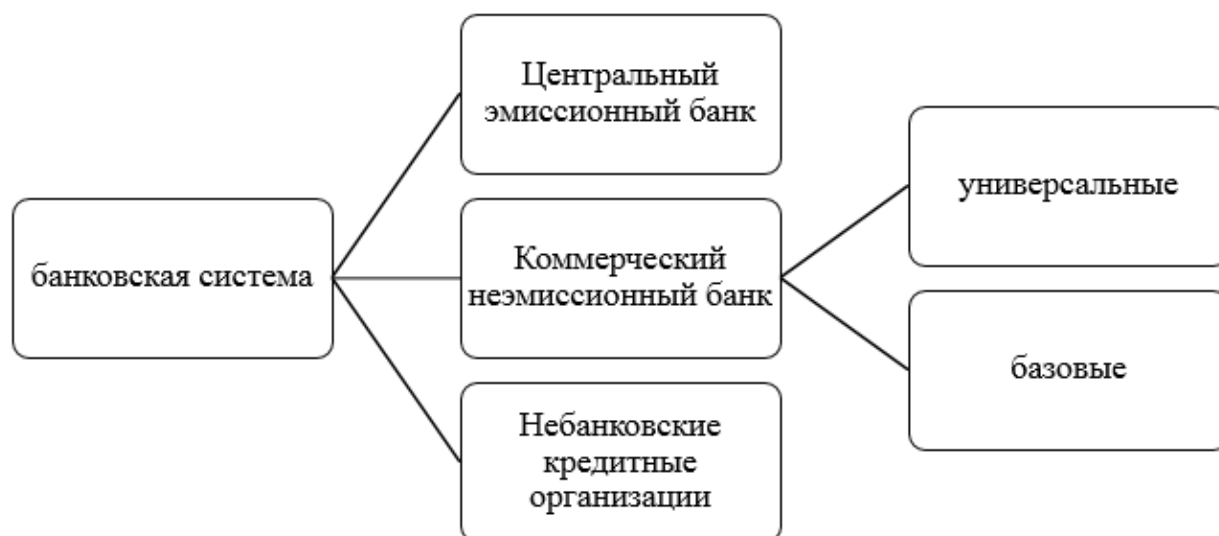 банковская система
Центральный
эмиссионный банк
Коммерческий
неэмиссионный банк
Небанковские
кредитные
организации
универсальные
базовые